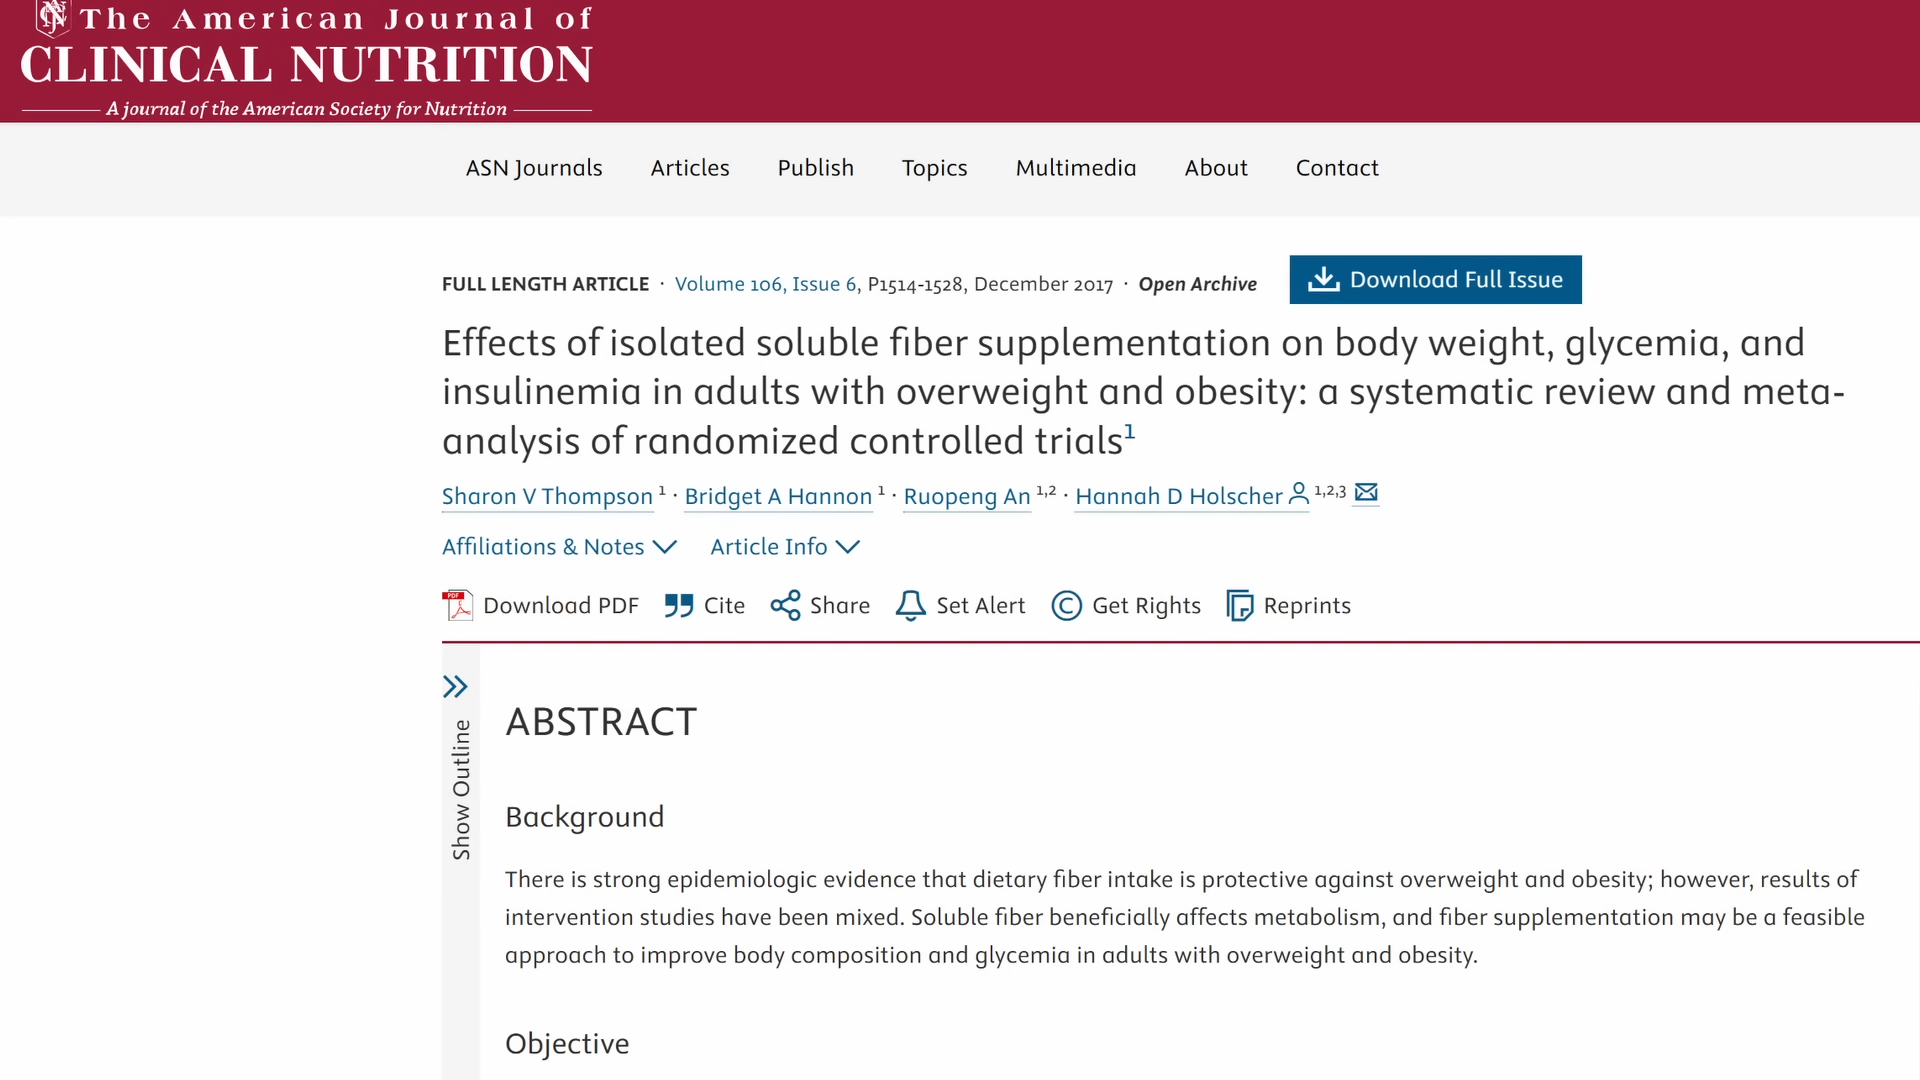 The American Journal of
CLINICAL NUTRITION
A journal of the American Society for Nutrition
ASN Journals Articles Publish Topics Multimedia About Contact
FULL LENGTH ARTICLE · Volume 106, Issue 6, P1514-1528, December 2017 · Open Archive Download Full Issue
Effects of isolated soluble fiber supplementation on body weight, glycemia, and
insulinemia in adults with overweight and obesity: a systematic review and meta-
analysis of randomized controlled trials1
Sharon V Thompson 1 · Bridget A Hannon 1 · Ruopeng An 1,2 · Hannah D Holscher 1,2,3
Affiliations & Notes Article Info
PDF Download PDF Cite Share Set Alert Get Rights Reprints
Show Outline
ABSTRACT
Background
There is strong epidemiologic evidence that dietary fiber intake is protective against overweight and obesity; however, results of
intervention studies have been mixed. Soluble fiber beneficially affects metabolism, and fiber supplementation may be a feasible
approach to improve body composition and glycemia in adults with overweight and obesity.
Objective